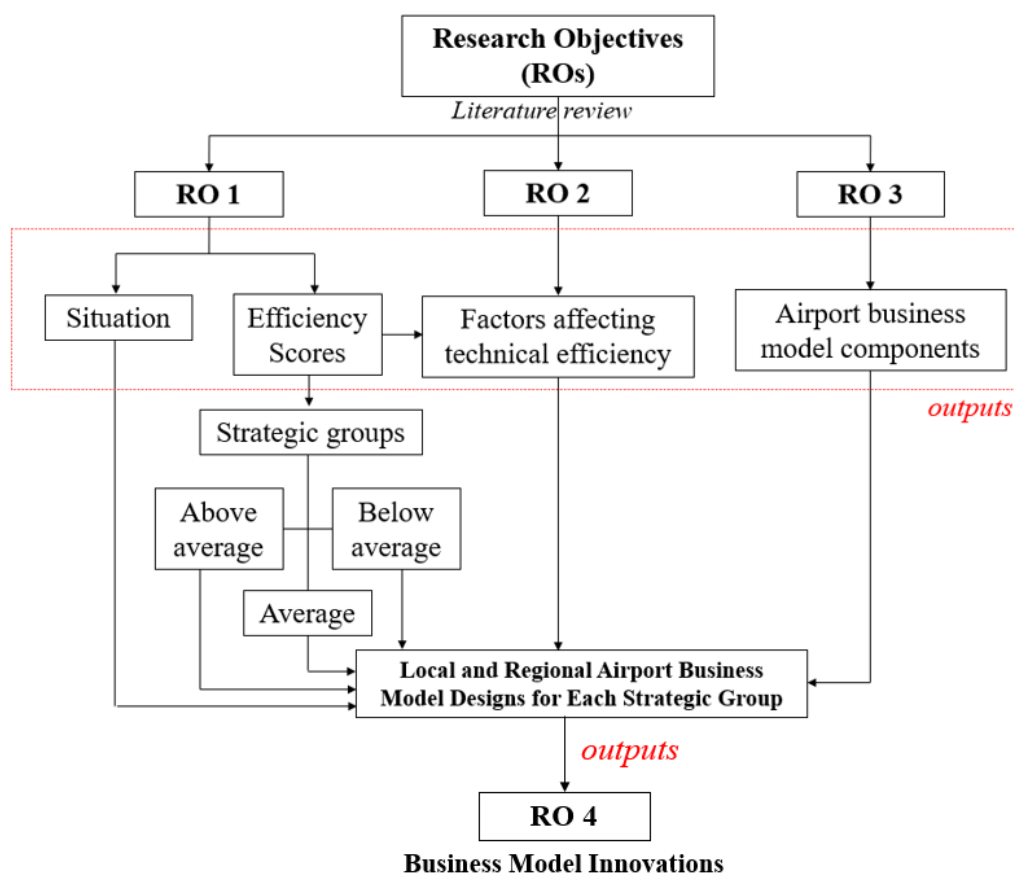 Research Objectives
(ROs)
Literature review
RO 1
RO 2
RO 3
Situation
Efficiency
Scores
Factors affecting
technical efficiency
Airport business
model components
outputs
Strategic groups
Above
average
Below
average
Average
Local and Regional Airport Business
Model Designs for Each Strategic Group
outputs
RO 4
Business Model Innovations